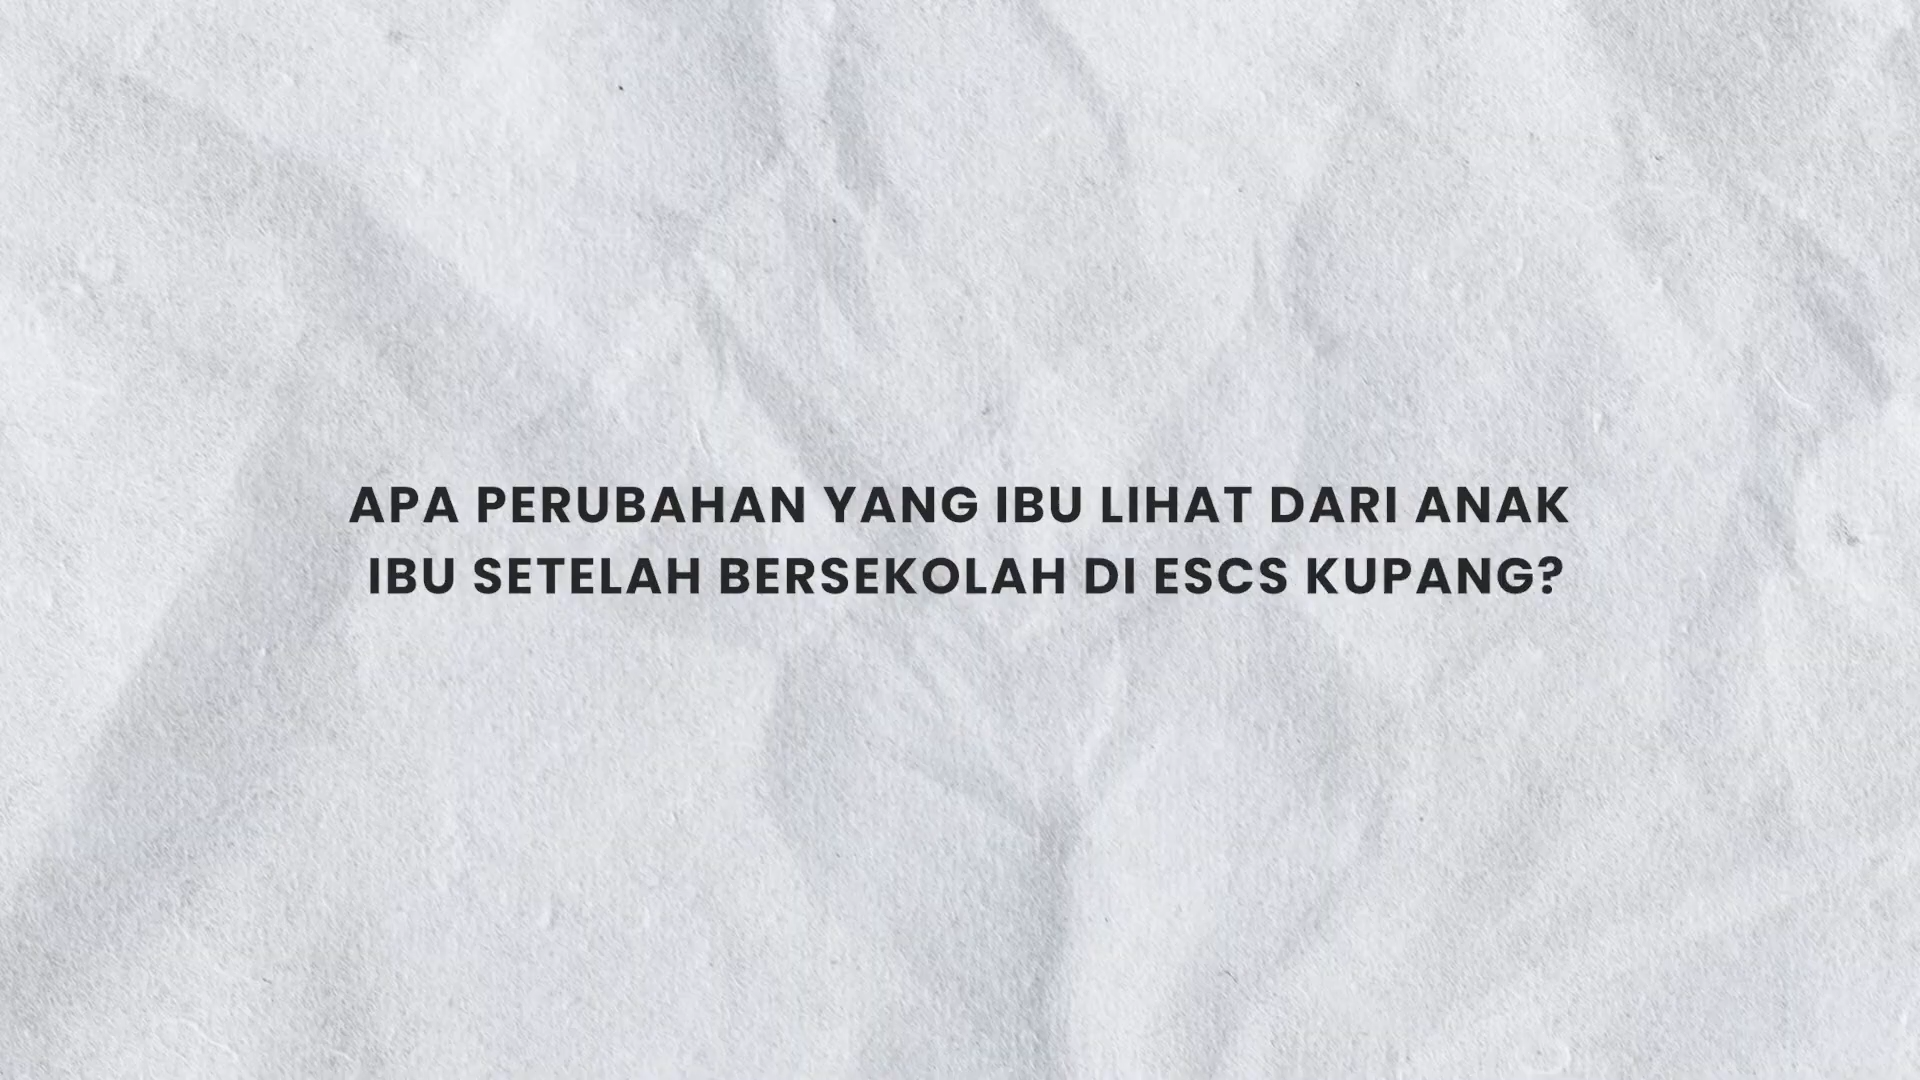 APA PERUBAHAN YANG IBU LIHAT DARI ANAK
IBU SETELAH BERSEKOLAH DI ESCS KUPANG?